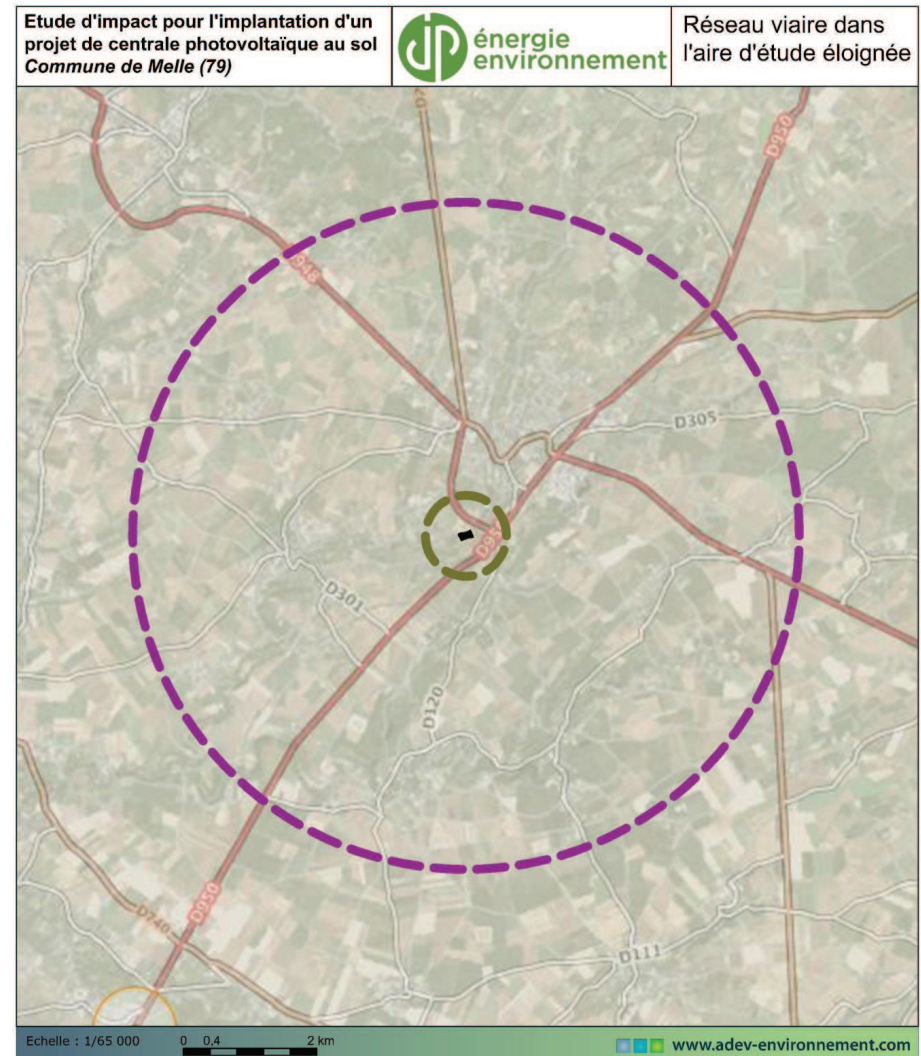 Etude d'impact pour l'implantation d'un
projet de centrale photovoltaïque au sol
Commune de Melle (79)
énergie
environnement
Réseau viaire dans
l'aire d'étude éloignée
D950
D305
D301
D120
D950
D740
D111
Echelle : 1/65 000
0 0,4 2 km
www.adev-environnement.com